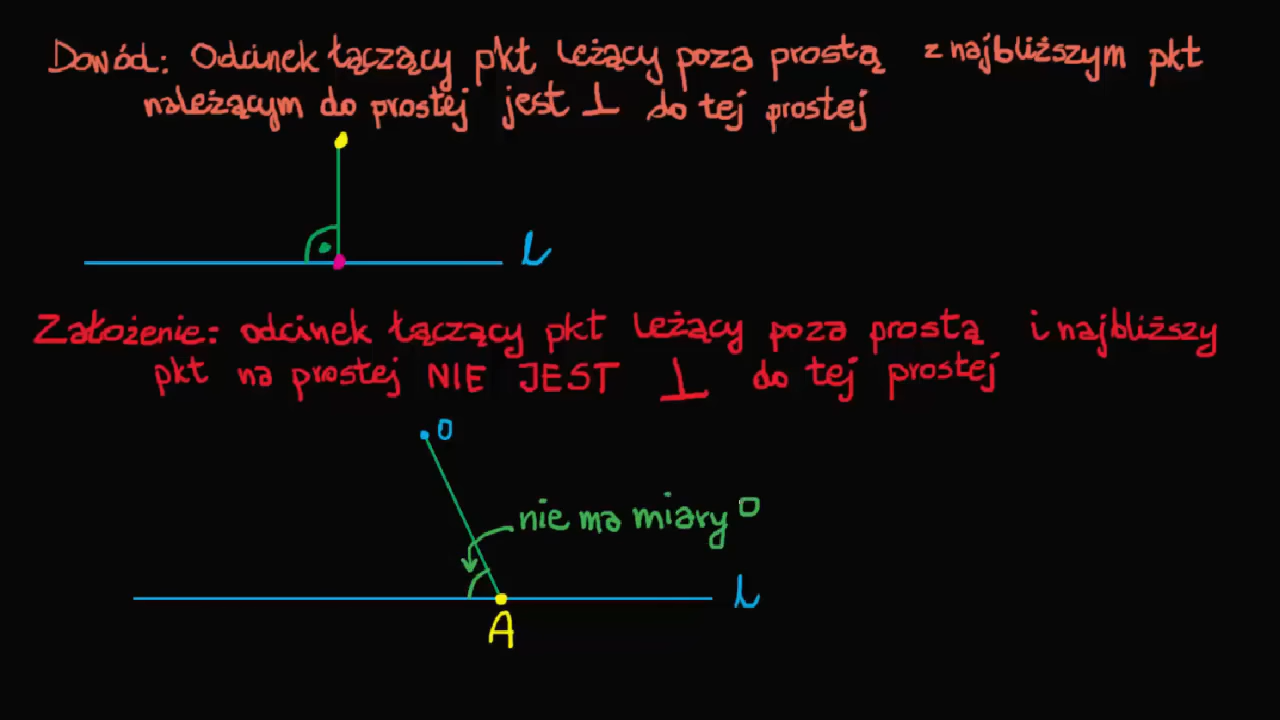 Dowód: Odcinek łączący pkt leżący poza prostą z najbliższym pkt
należącym do prostej jest ⊥ do tej prostej
L
Założenie: odcinek łączący pkt leżący poza prostą i najbliższy
pkt na prostej NIE JEST ⊥ do tej prostej
O
nie ma miary □
L
A